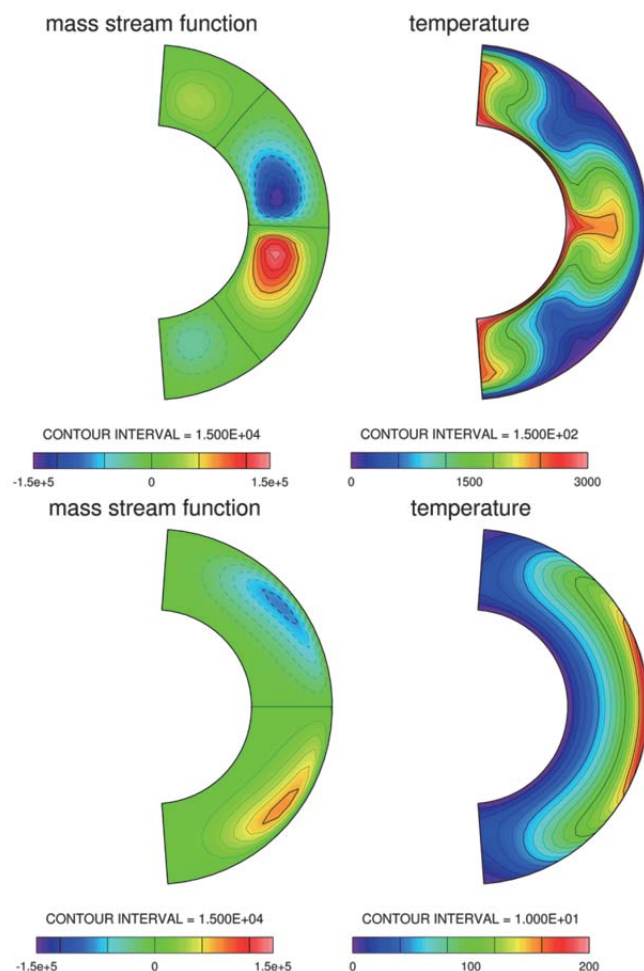 mass stream function temperature
CONTOUR INTERVAL = 1.500E+04 CONTOUR INTERVAL = 1.500E+02
-1.5e+5 0 1.5e+5 0 1500 3000
mass stream function temperature
CONTOUR INTERVAL = 1.500E+04 CONTOUR INTERVAL = 1.000E+01
-1.5e+5 0 1.5e+5 0 100 200